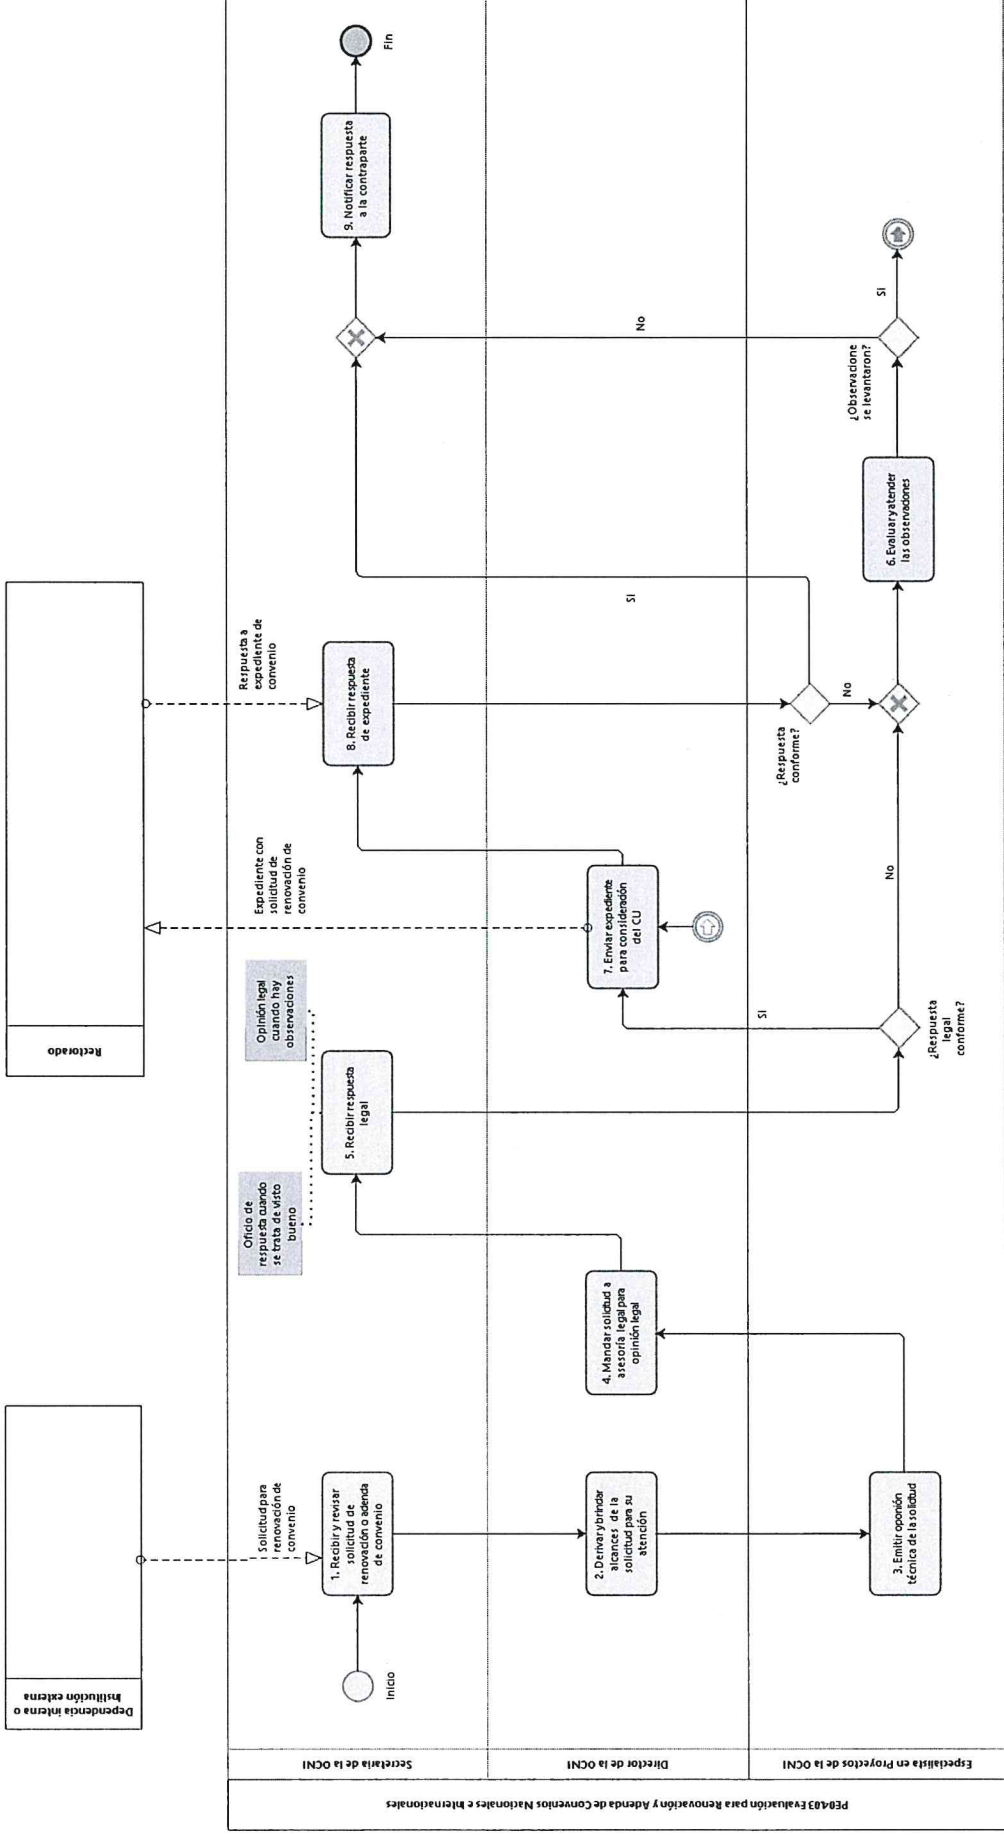 PE04.03 Evaluación para Renovación y Adenda de Convenios Nacionales e Internacionales
Dependencia interna o
Institución externa
Rectorado
Secretaria de la OCNI
Director de la OCNI
Especialista en Proyectos de la OCNI
Inicio
Solicitud para
renovación de
convenio
1. Recibir y revisar
solicitud de
renovación o adenda
de convenio
2. Derivar y brindar
alcances de la
solicitud para su
atención
3. Emitir oponión
técnica de la solicitud
4. Mandar solicitud a
asesoría legal para
opinión legal
Oficio de
respuesta cuando
se trata de visto
bueno
5. Recibir respuesta
legal
Opinión legal
cuando hay
observaciones
¿Respuesta
legal
conforme?
Si
No
7. Enviar expediente
para consideración
del CU
Expediente con
solicitud de
renovación de
convenio
Respuesta a
expediente de
convenio
8. Recibir respuesta
de expediente
¿Respuesta
conforme?
No
Si
6. Evaluar y atender
las observaciones
¿Observacione
se levantaron?
Si
No
9. Notificar respuesta
a la contraparte
Fin